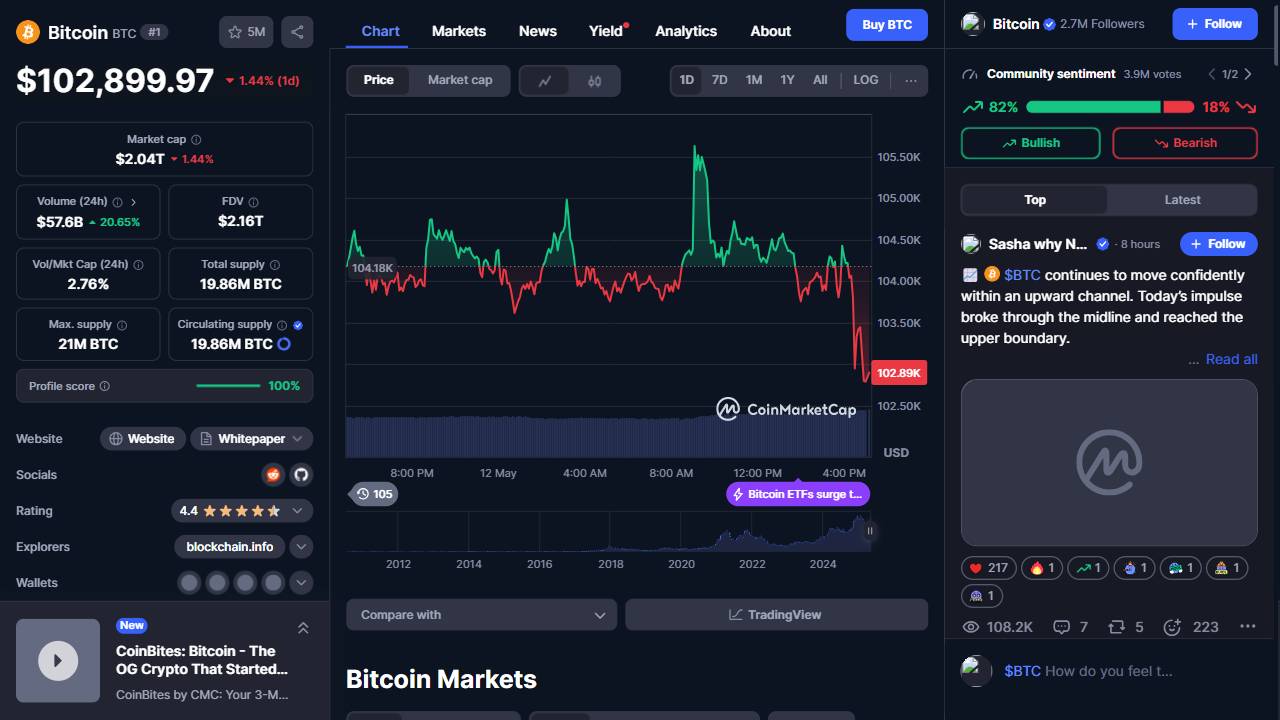 Bitcoin BTC #1
5M
$102,899.97 1.44% (1d)
Market cap
$2.04T 1.44%
Volume (24h)
$57.6B 20.65%
FDV
$2.16T
Vol/Mkt Cap (24h)
2.76%
Total supply
19.86M BTC
Max. supply
21M BTC
Circulating supply
19.86M BTC
Profile score 100%
Website Website Whitepaper
Socials
Rating 4.4
Explorers blockchain.info
Wallets
New
CoinBites: Bitcoin - The
OG Crypto That Started...
CoinBites by CMC: Your 3-M...
Chart Markets News Yield Analytics About Buy BTC
Price Market cap 1D 7D 1M 1Y All LOG ...
105.50K
105.00K
104.50K
104.18K
104.00K
103.50K
102.89K
102.50K
CoinMarketCap
USD
8:00 PM 12 May 4:00 AM 8:00 AM 12:00 PM 4:00 PM
105
Bitcoin ETFs surge t...
2012 2014 2016 2018 2020 2022 2024
Compare with
TradingView
Bitcoin Markets
Bitcoin 2.7M Followers + Follow
Community sentiment 3.9M votes 1/2
82% 18%
Bullish Bearish
Top Latest
Sasha why N... · 8 hours + Follow
$BTC continues to move confidently
within an upward channel. Today’s impulse
broke through the midline and reached the
upper boundary.
... Read all
217 1 1 1 1 1
1
108.2K 7 5 223 ...
$BTC How do you feel t...